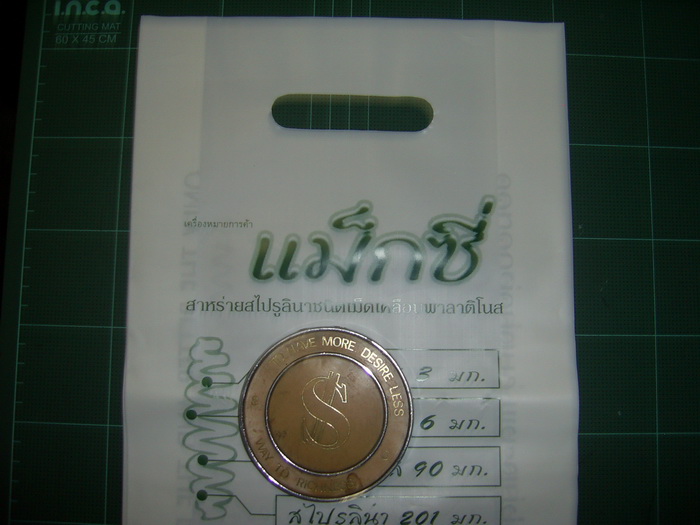 i.n.c.a.
CUTTING MAT
60 X 45 CM
เครื่องหมายการค้า
แม็กซี่
สาหร่ายสไปรูลินาชนิดเม็ดเคลือบ พาลาติโนส
MORE DESIRE LESS
WAY TO
3 มก.
6 มก.
90 มก.
สไปรูลิน่า 201 มก.